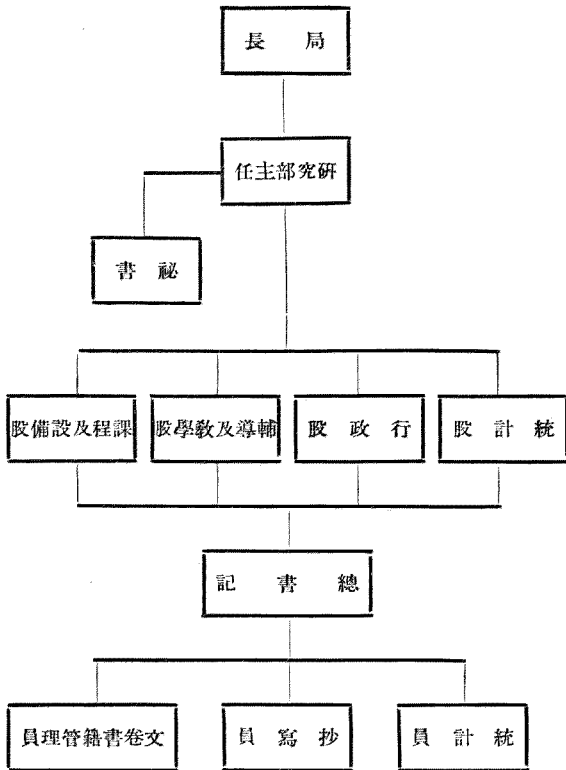 局長
研究部主任
祕書
統計股
行政股
輔導及教學股
課程及設備股
總書記
統計員
抄寫員
文卷書籍管理員